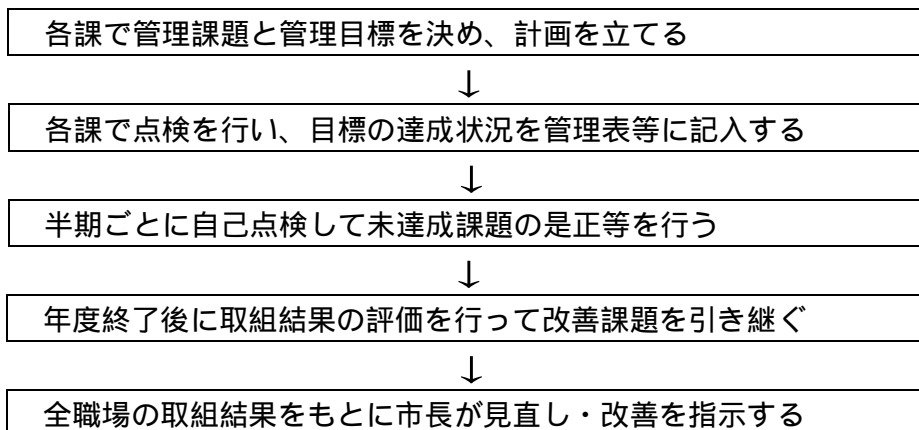 各課で管理課題と管理目標を決め、計画を立てる
↓
各課で点検を行い、目標の達成状況を管理表等に記入する
↓
半期ごとに自己点検して未達成課題の是正等を行う
↓
年度終了後に取組結果の評価を行って改善課題を引き継ぐ
↓
全職場の取組結果をもとに市長が見直し・改善を指示する